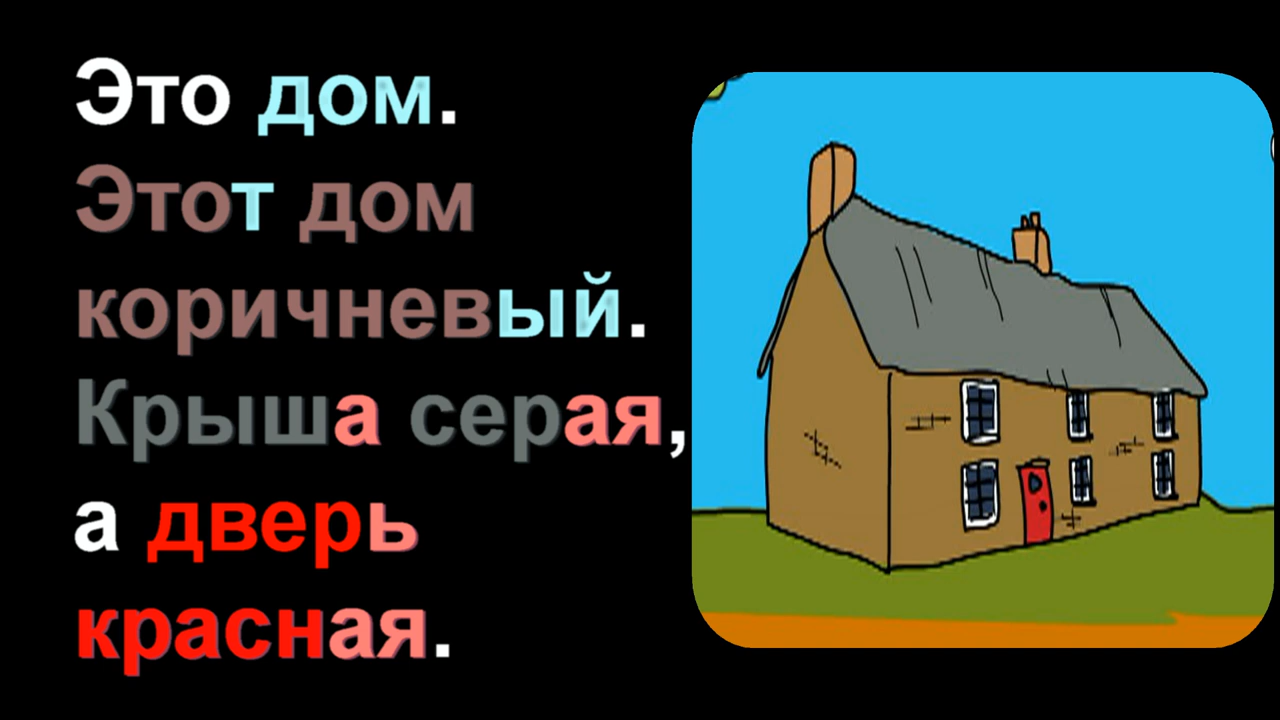 Это дом.
Этот дом
коричневый.
Крыша серая,
а дверь
красная.